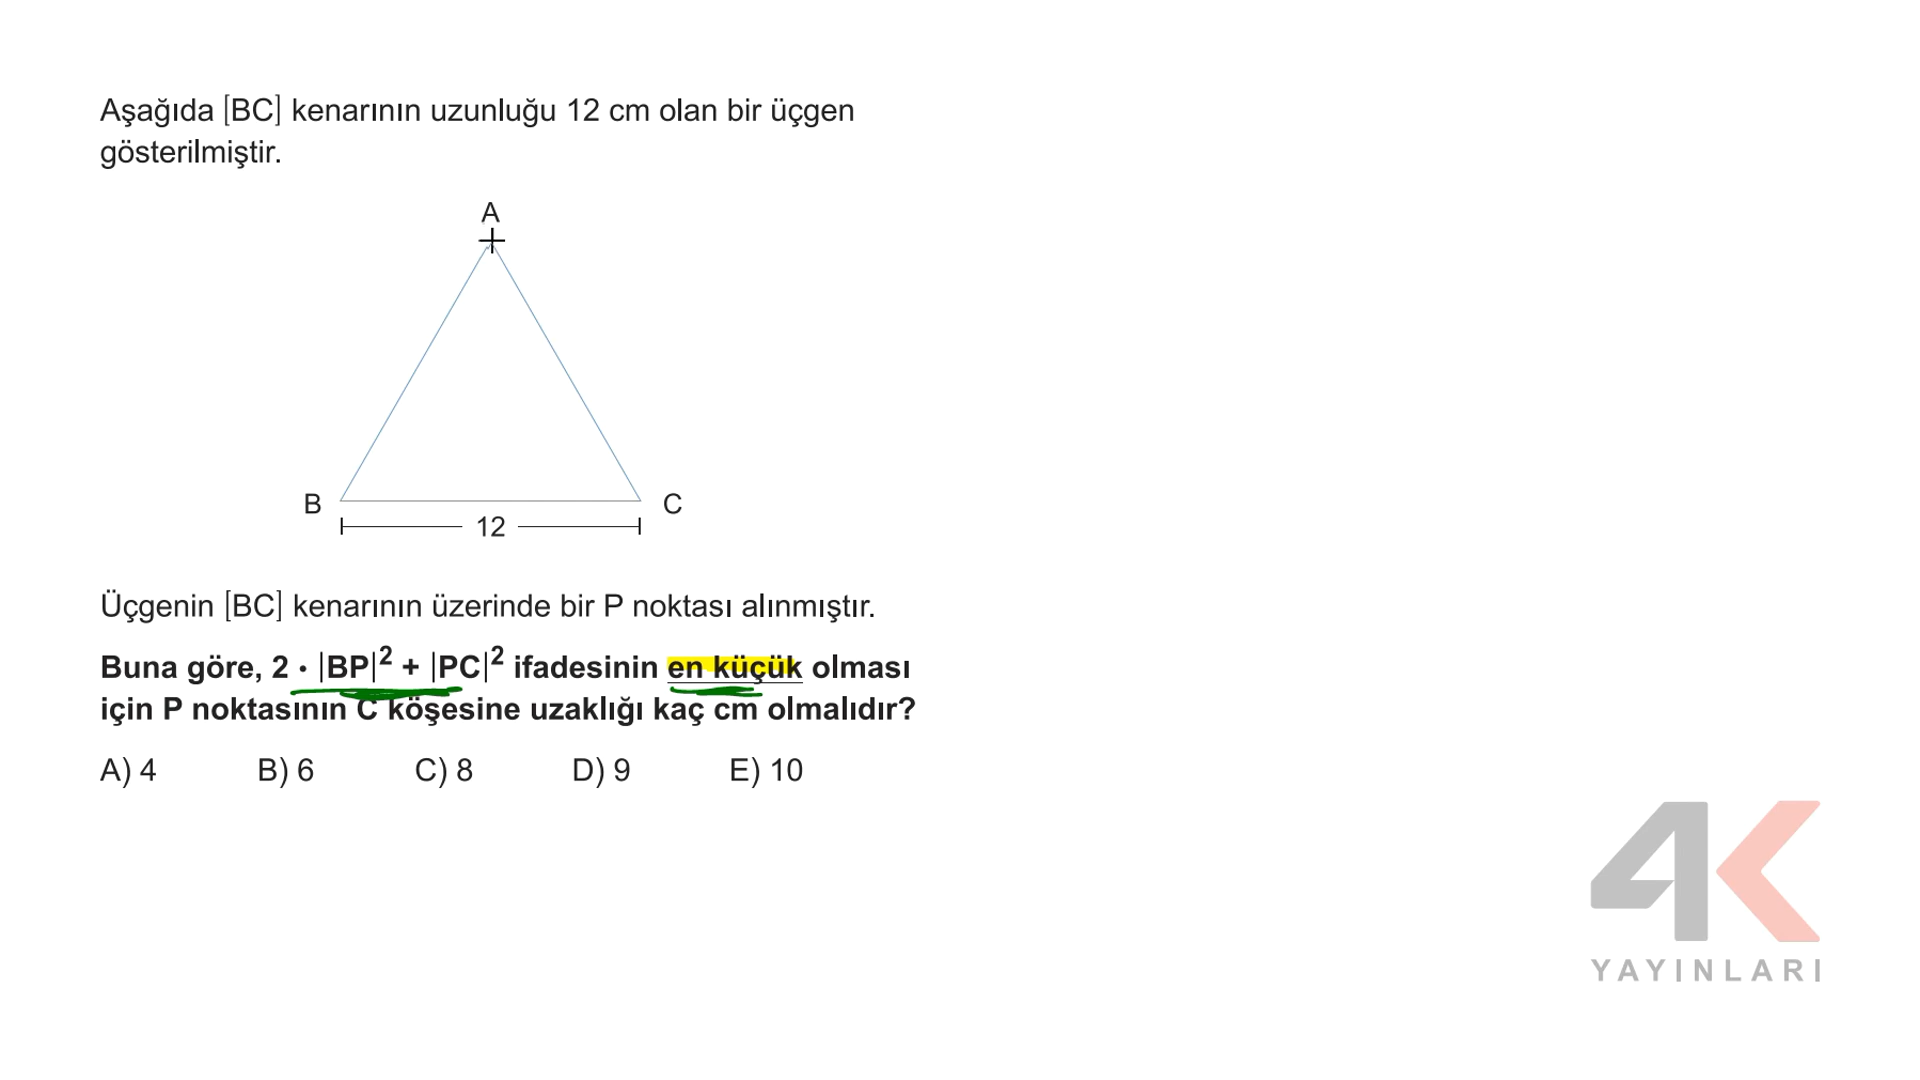 Aşağıda [BC] kenarının uzunluğu 12 cm olan bir üçgen
gösterilmiştir.
A
B
C
12
Üçgenin [BC] kenarının üzerinde bir P noktası alınmıştır.
Buna göre, 2 · |BP|² + |PC|² ifadesinin en küçük olması
için P noktasının C köşesine uzaklığı kaç cm olmalıdır?
A) 4 B) 6 C) 8 D) 9 E) 10
4K
YAYINLARI